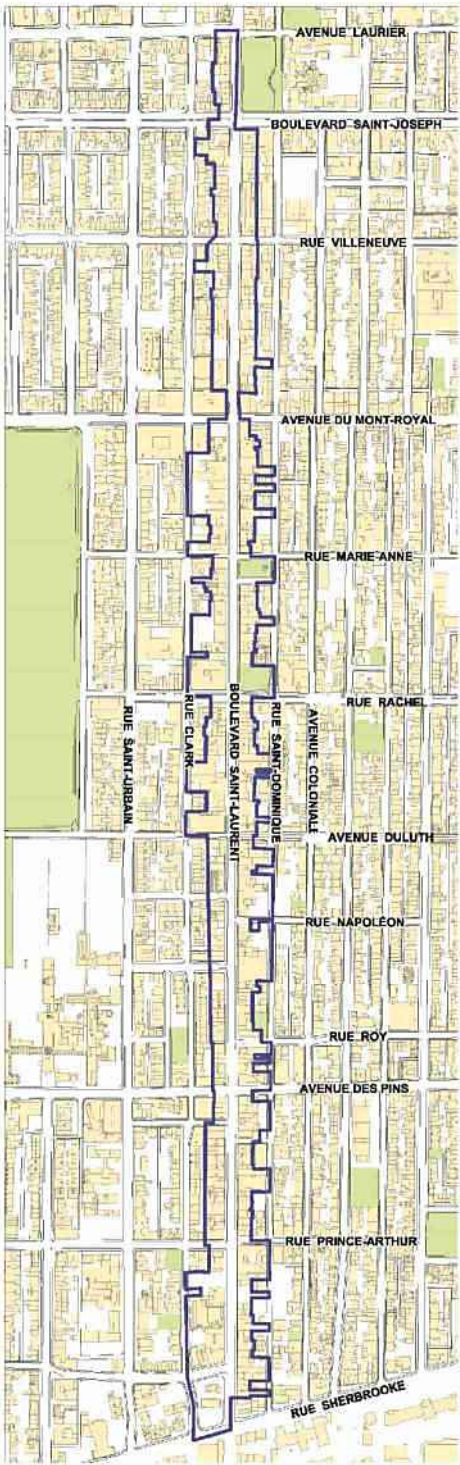 AVENUE LAURIER
BOULEVARD SAINT-JOSEPH
RUE VILLENEUVE
AVENUE DU MONT-ROYAL
RUE MARIE-ANNE
RUE RACHEL
RUE SAINT-URBAIN
RUE CLARK
BOULEVARD SAINT-LAURENT
RUE SAINT-DOMINIQUE
AVENUE COLONIALE
AVENUE DULUTH
RUE NAPOLÉON
RUE ROY
AVENUE DES PINS
RUE PRINCE-ARTHUR
RUE SHERBROOKE